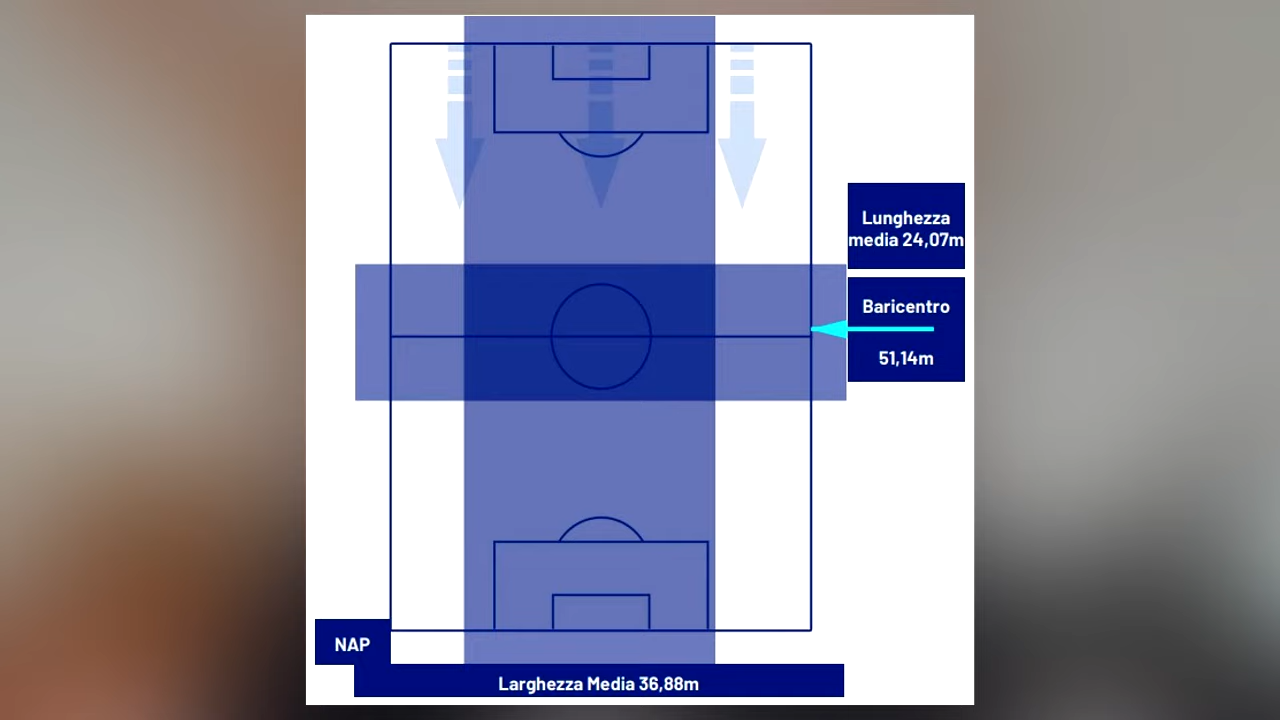 Lunghezza
media 24,07m
Baricentro
51,14m
NAP
Larghezza Media 36,88m